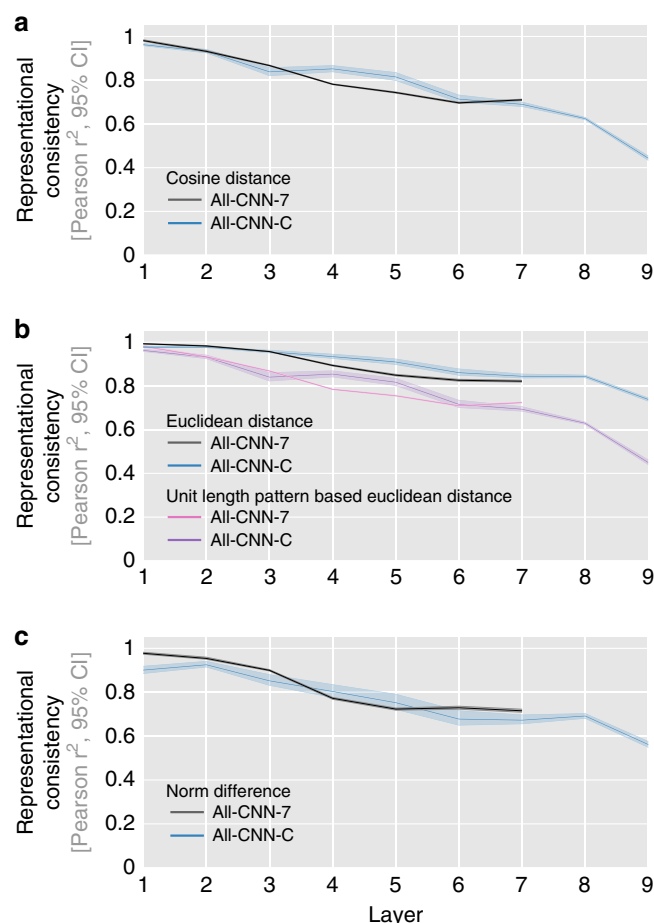 a
Representational
consistency
[Pearson r², 95% CI]
1
0.8
0.6
0.4
0.2
0
Cosine distance
All-CNN-7
All-CNN-C
1 2 3 4 5 6 7 8 9
b
Representational
consistency
[Pearson r², 95% CI]
1
0.8
0.6
0.4
0.2
0
Euclidean distance
All-CNN-7
All-CNN-C
Unit length pattern based euclidean distance
All-CNN-7
All-CNN-C
1 2 3 4 5 6 7 8 9
c
Representational
consistency
[Pearson r², 95% CI]
1
0.8
0.6
0.4
0.2
0
Norm difference
All-CNN-7
All-CNN-C
1 2 3 4 5 6 7 8 9
Layer